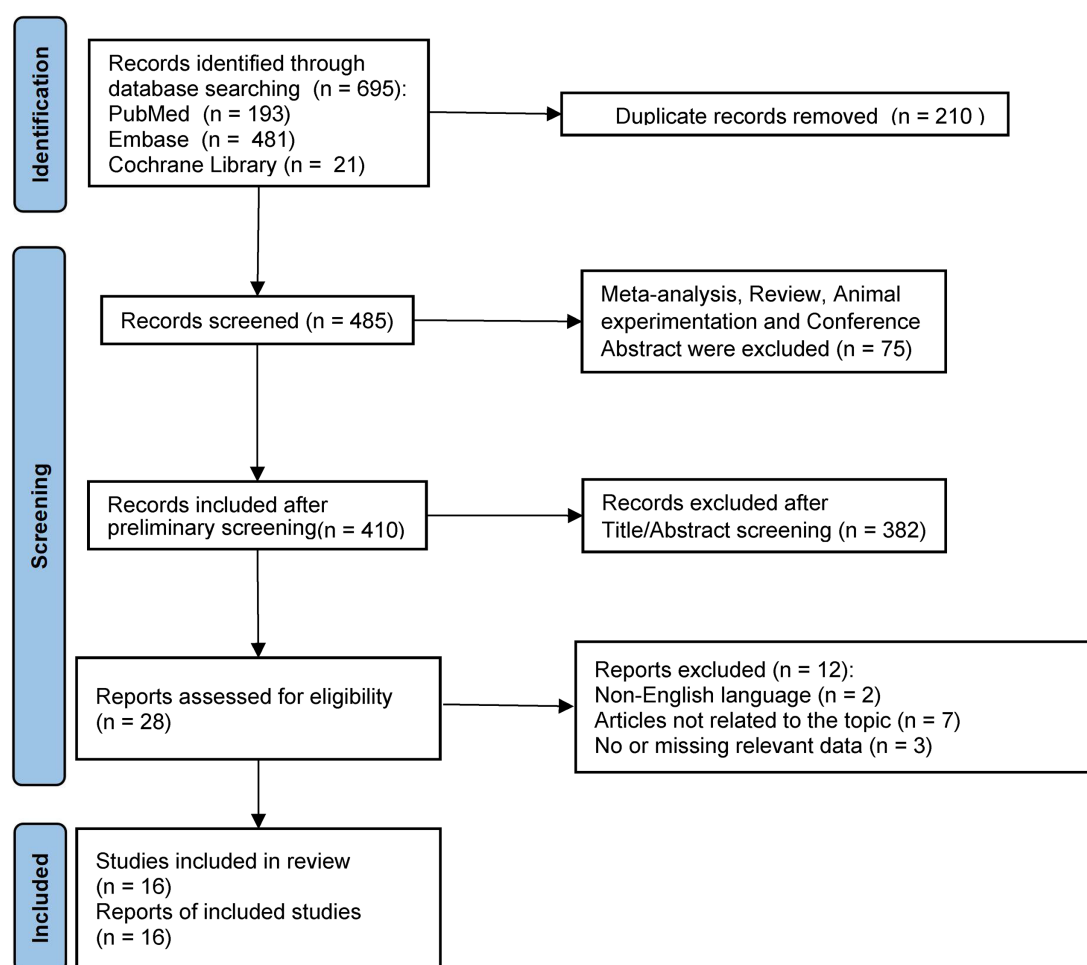 Identification
Records identified through
database searching (n = 695):
PubMed (n = 193)
Embase (n = 481)
Cochrane Library (n = 21)
Duplicate records removed (n = 210 )
Screening
Records screened (n = 485)
Meta-analysis, Review, Animal
experimentation and Conference
Abstract were excluded (n = 75)
Records included after
preliminary screening(n = 410)
Records excluded after
Title/Abstract screening (n = 382)
Reports assessed for eligibility
(n = 28)
Reports excluded (n = 12):
Non-English language (n = 2)
Articles not related to the topic (n = 7)
No or missing relevant data (n = 3)
Included
Studies included in review
(n = 16)
Reports of included studies
(n = 16)